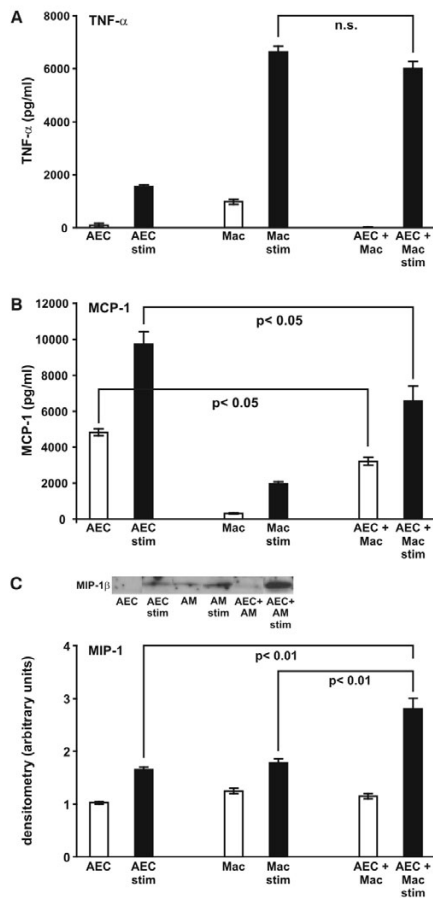 A
TNF-α
n.s.
TNF-α (pg/ml)
8000
6000
4000
2000
0
AEC
AEC stim
Mac
Mac stim
AEC + Mac
AEC + Mac stim
B
MCP-1
p< 0.05
p< 0.05
MCP-1 (pg/ml)
12000
10000
8000
6000
4000
2000
0
AEC
AEC stim
Mac
Mac stim
AEC + Mac
AEC + Mac stim
C
MIP-1β
AEC
AEC stim
AM
AM stim
AEC+ AM
AEC+ AM stim
MIP-1
p< 0.01
p< 0.01
densitometry (arbitrary units)
4
3
2
1
0
AEC
AEC stim
Mac
Mac stim
AEC + Mac
AEC + Mac stim